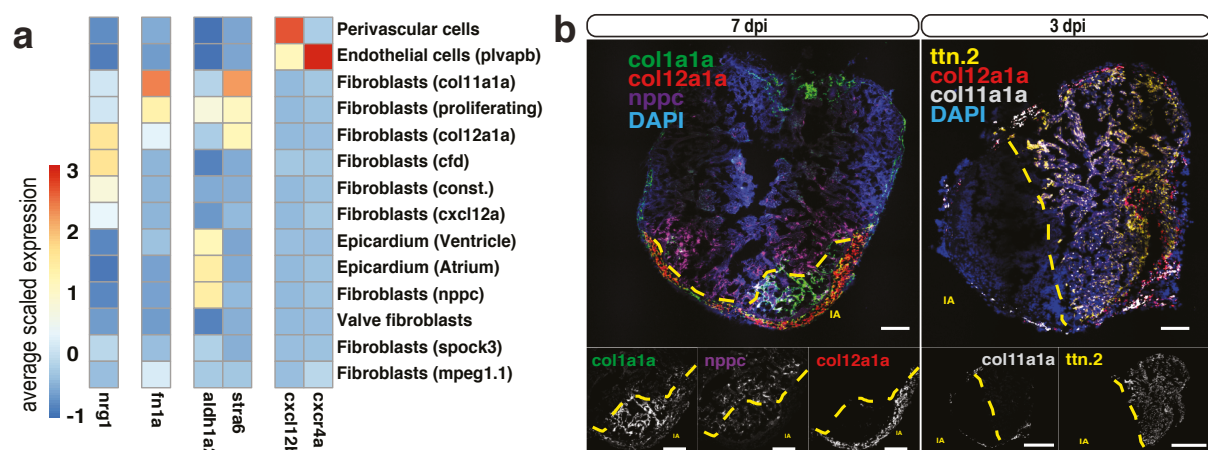 a
Perivascular cells
Endothelial cells (plvapb)
Fibroblasts (col11a1a)
Fibroblasts (proliferating)
Fibroblasts (col12a1a)
Fibroblasts (cfd)
Fibroblasts (const.)
Fibroblasts (cxcl12a)
Epicardium (Ventricle)
Epicardium (Atrium)
Fibroblasts (nppc)
Valve fibroblasts
Fibroblasts (spock3)
Fibroblasts (mpeg1.1)
average scaled expression
3
2
1
0
-1
nrg1
fn1a
stra6
cxcr4a
b
7 dpi
3 dpi
col1a1a
col12a1a
nppc
DAPI
IA
ttn.2
col12a1a
col11a1a
DAPI
IA
col1a1a
nppc
col12a1a
IA
col11a1a
IA
ttn.2
IA